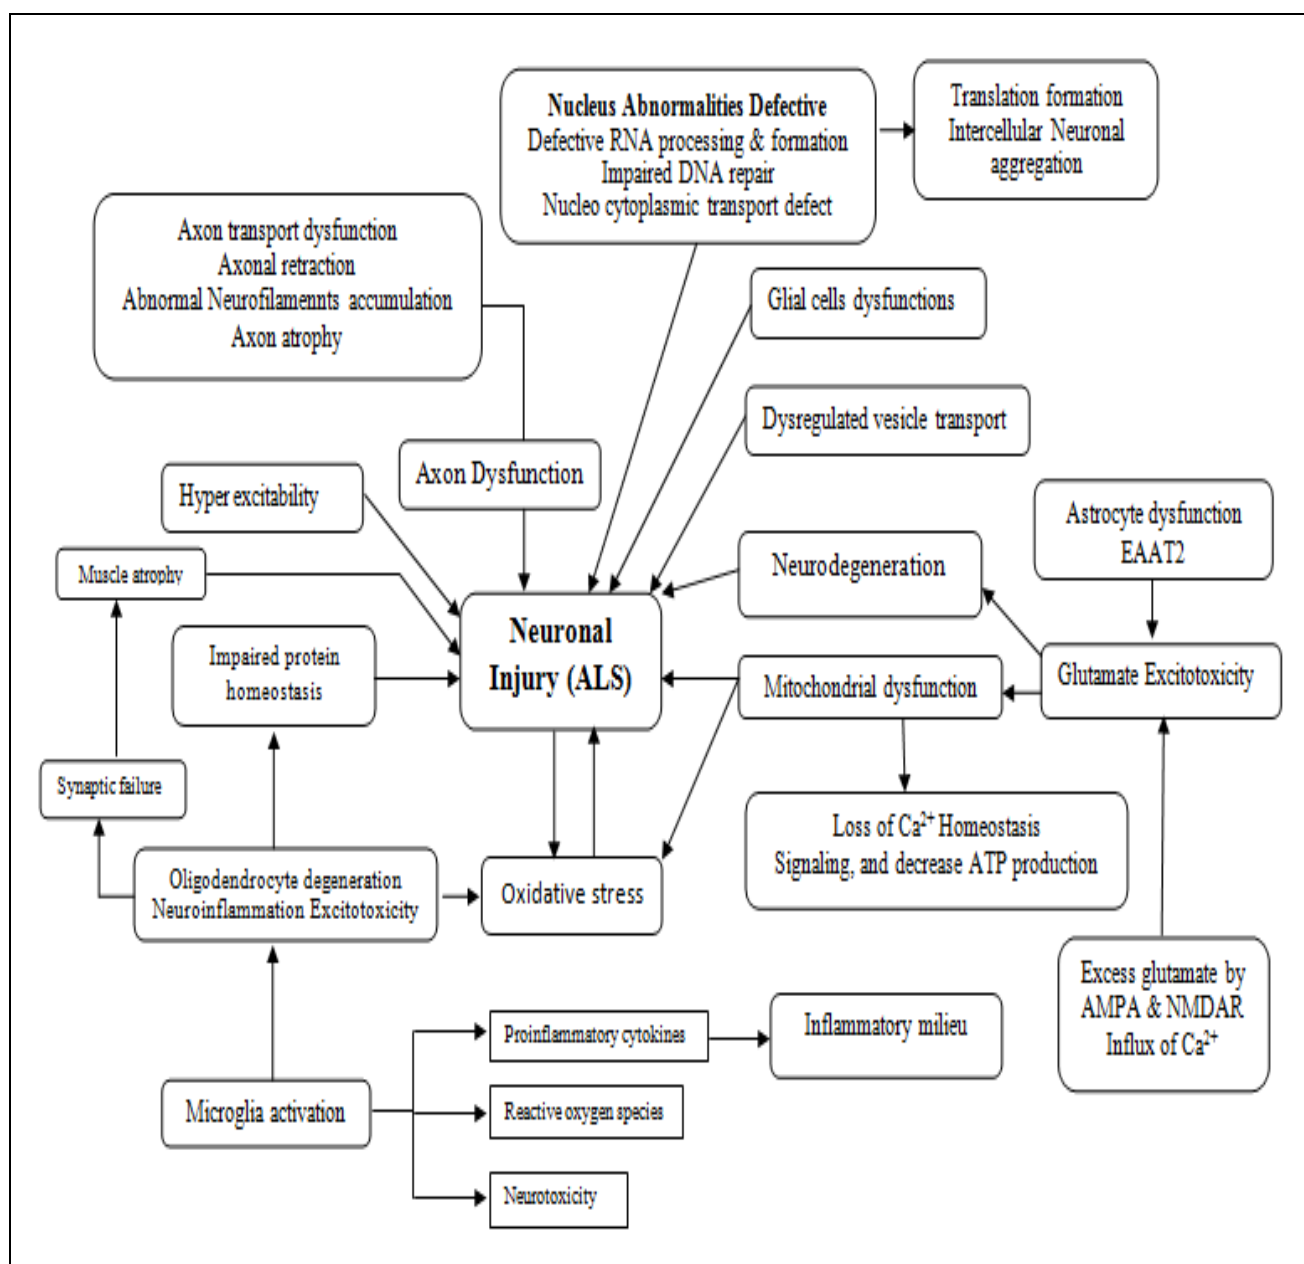 Nucleus Abnormalities Defective
Defective RNA processing & formation
Impaired DNA repair
Nucleo cytoplasmic transport defect
Translation formation
Intercellular Neuronal
aggregation
Axon transport dysfunction
Axonal retraction
Abnormal Neurofilamennts accumulation
Axon atrophy
Glial cells dysfunctions
Dysregulated vesicle transport
Axon Dysfunction
Hyper excitability
Astrocyte dysfunction
EAAT2
Muscle atrophy
Neurodegeneration
Neuronal
Injury (ALS)
Impaired protein
homeostasis
Mitochondrial dysfunction
Glutamate Excitotoxicity
Synaptic failure
Loss of Ca2+ Homeostasis
Signaling, and decrease ATP production
Oligodendrocyte degeneration
Neuroinflammation Excitotoxicity
Oxidative stress
Excess glutamate by
AMPA & NMDAR
Influx of Ca2+
Proinflammatory cytokines
Inflammatory milieu
Microglia activation
Reactive oxygen species
Neurotoxicity